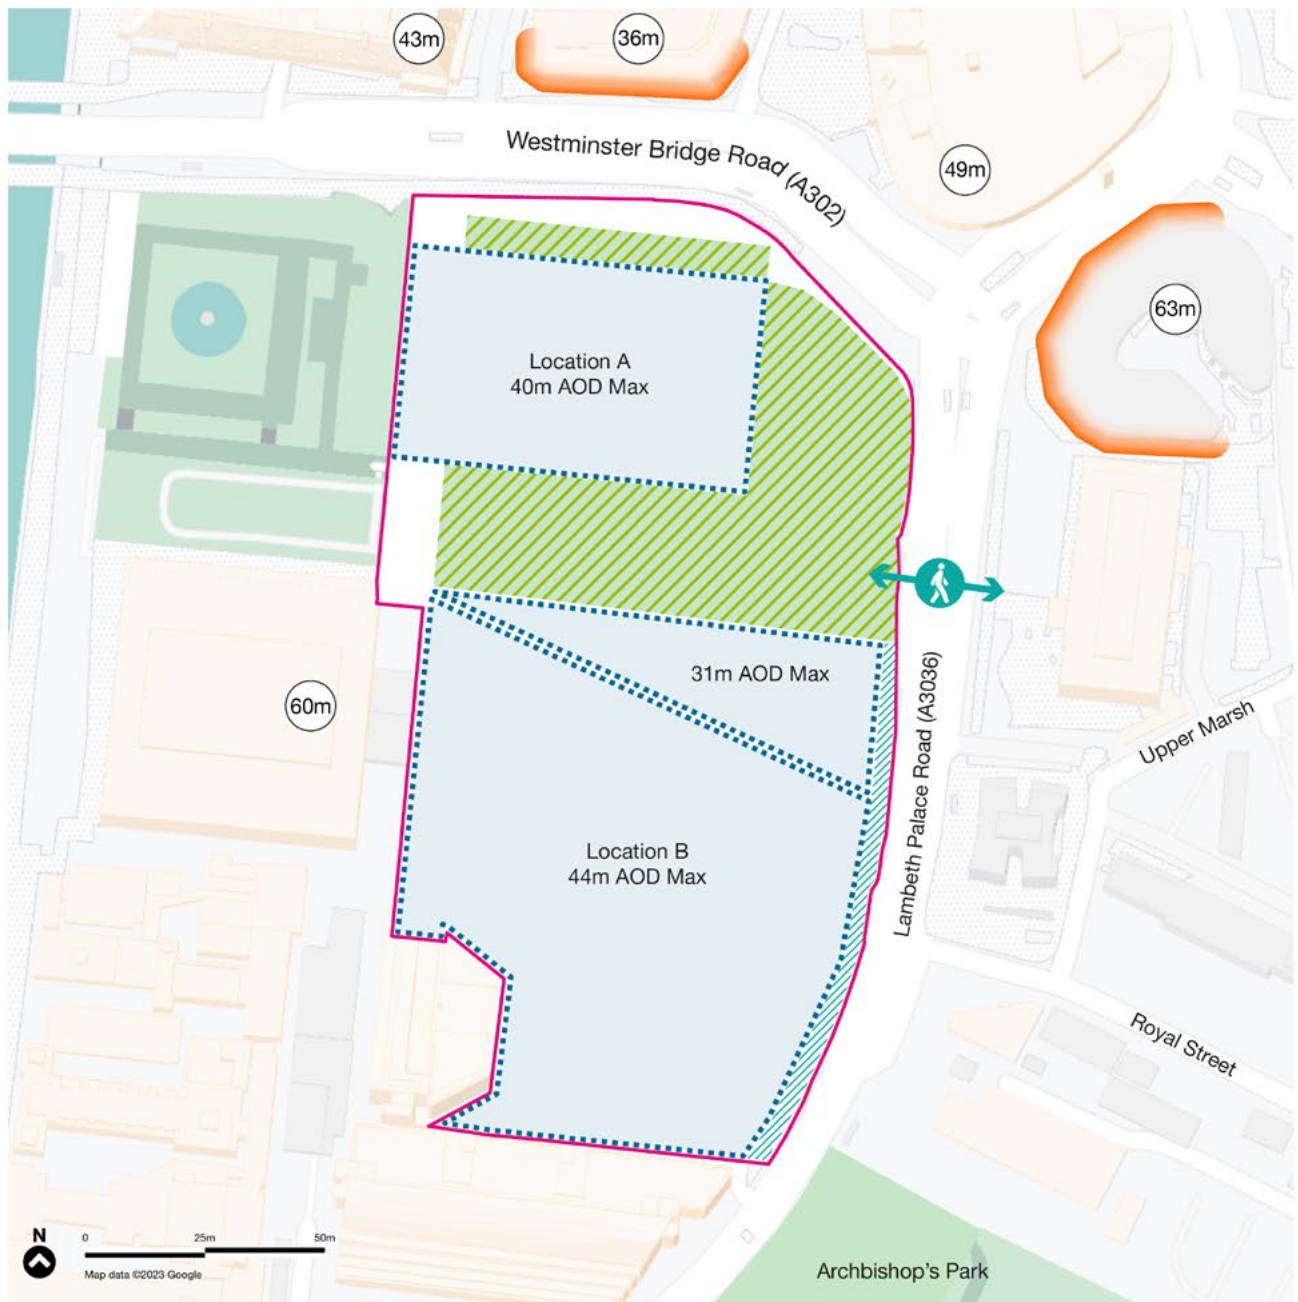 43m
36m
Westminster Bridge Road (A302)
49m
63m
Location A
40m AOD Max
31m AOD Max
60m
Lambeth Palace Road (A3036)
Upper Marsh
Location B
44m AOD Max
Royal Street
N
0 25m 50m
Map data ©2023 Google
Archbishop's Park